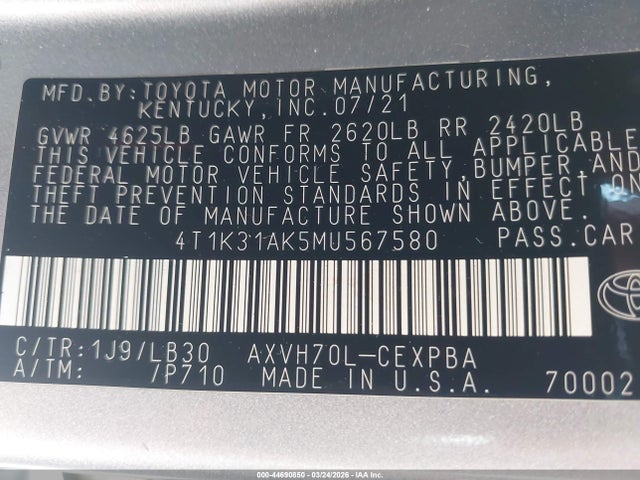 MFD.BY:TOYOTA MOTOR MANUFACTURING,
KENTUCKY, INC. 07/21
GVWR 4625LB GAWR FR 2620LB RR 2420LB
THIS VEHICLE CONFORMS TO ALL APPLICABLE
FEDERAL MOTOR VEHICLE SAFETY, BUMPER, AND
THEFT PREVENTION STANDARDS IN EFFECT ON
THE DATE OF MANUFACTURE SHOWN ABOVE.
4T1K31AK5MU567580 PASS.CAR
C/TR:1J9/LB30 AXVH70L-CEXPBA
A/TM: /P710 MADE IN U.S.A. 70002
000-44690850 - 03/24/2026 - IAA Inc.